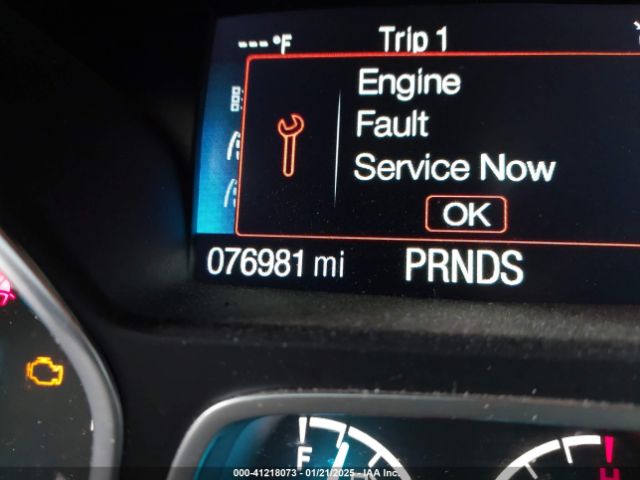 --- °F Trip 1
Engine
Fault
Service Now
OK
076981 mi PRNDS
F H
000-41218073 - 01/21/2025 - IAA Inc.